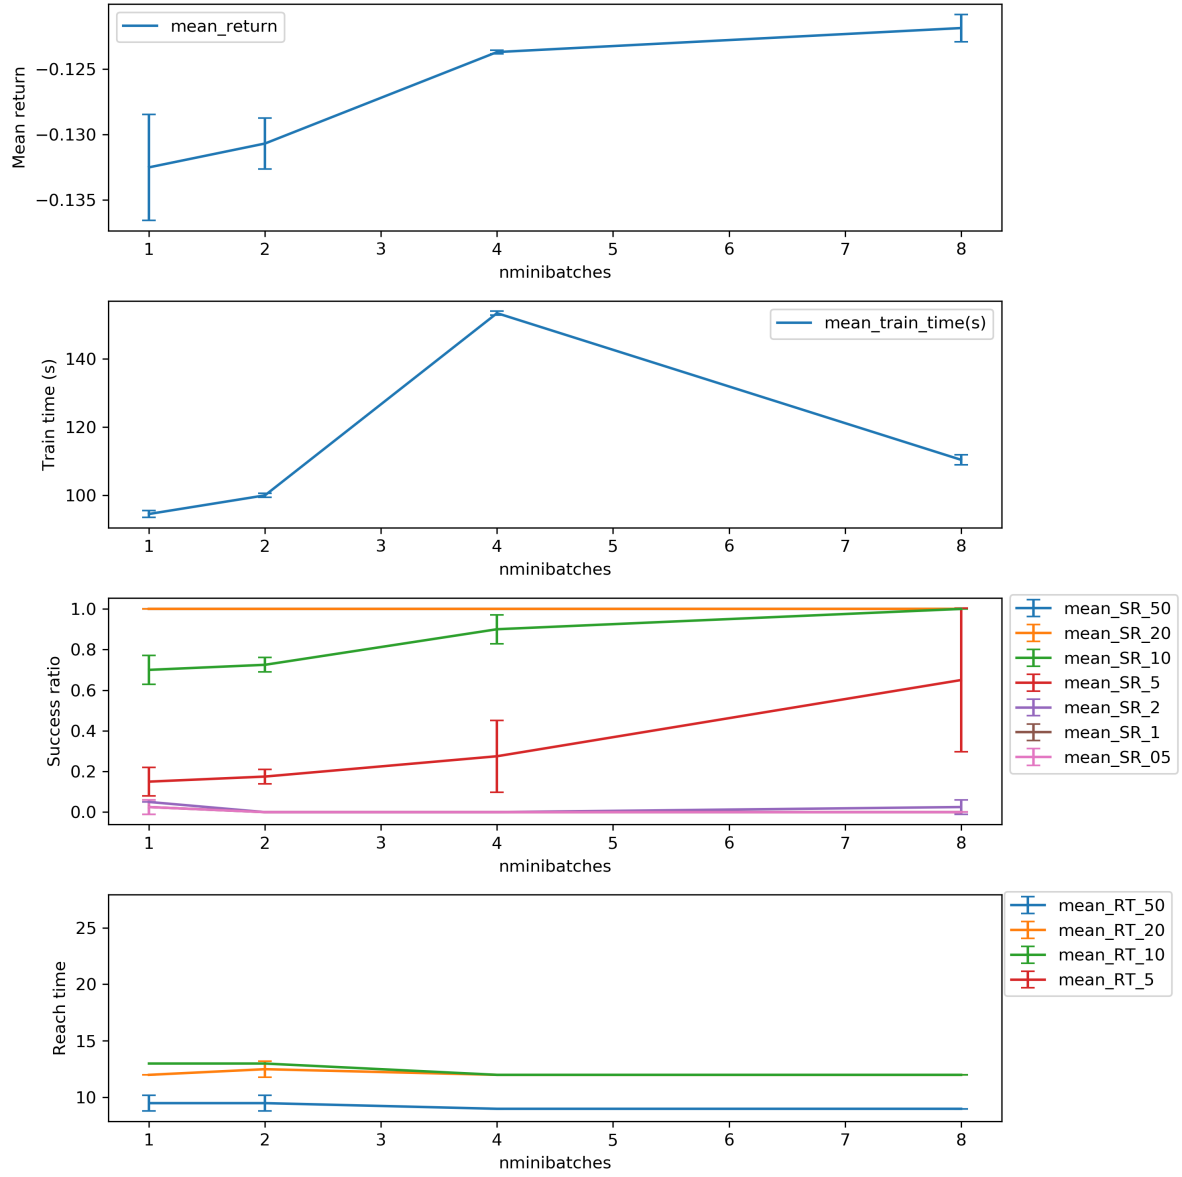 mean_return
−0.125
−0.130
−0.135
Mean return
1 2 3 4 5 6 7 8
nminibatches
mean_train_time(s)
140
120
100
Train time (s)
1 2 3 4 5 6 7 8
nminibatches
1.0
0.8
0.6
0.4
0.2
0.0
Success ratio
1 2 3 4 5 6 7 8
nminibatches
mean_SR_50
mean_SR_20
mean_SR_10
mean_SR_5
mean_SR_2
mean_SR_1
mean_SR_05
25
20
15
10
Reach time
1 2 3 4 5 6 7 8
nminibatches
mean_RT_50
mean_RT_20
mean_RT_10
mean_RT_5